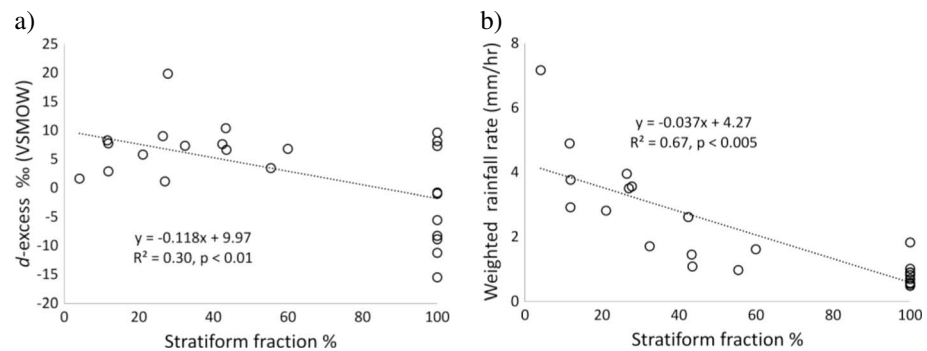 a)
25
20
15
10
5
0
-5
-10
-15
-20
d-excess ‰ (VSMOW)
y = -0.118x + 9.97
R² = 0.30, p < 0.01
0 20 40 60 80 100
Stratiform fraction %
b)
8
6
4
2
0
Weighted rainfall rate (mm/hr)
y = -0.037x + 4.27
R² = 0.67, p < 0.005
0 20 40 60 80 100
Stratiform fraction %